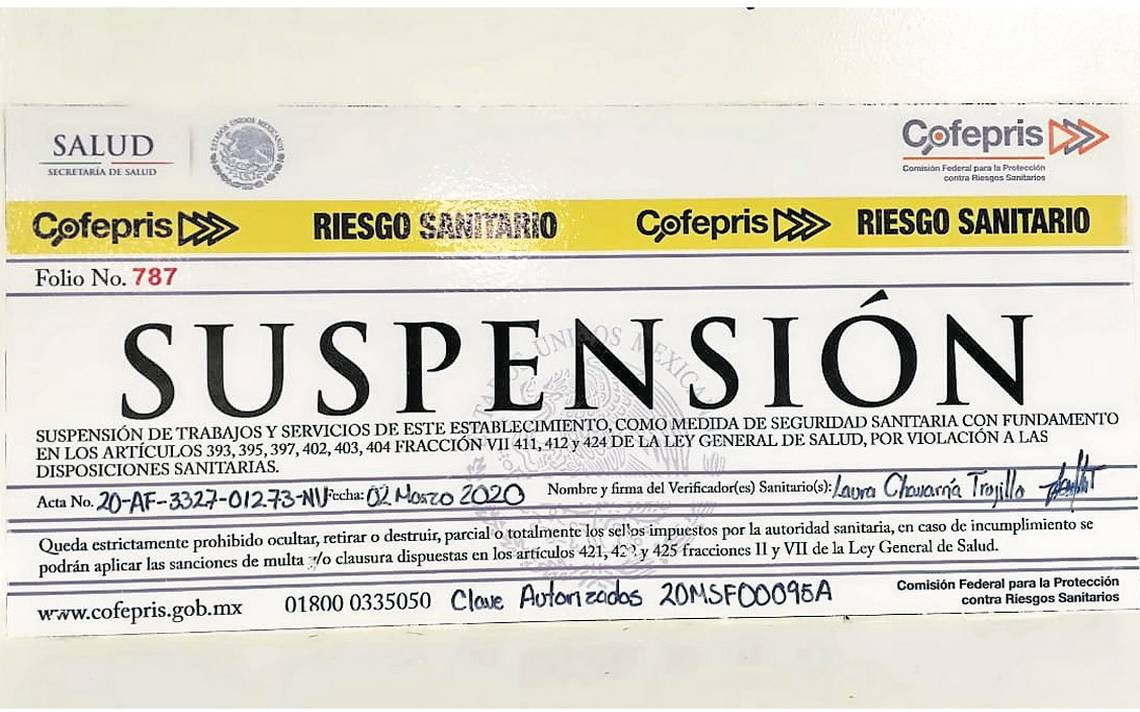 SALUD
SECRETARÍA DE SALUD
ESTADOS UNIDOS MEXICANOS
Cofepris
Comisión Federal para la Protección
contra Riesgos Sanitarios
Cofepris RIESGO SANITARIO Cofepris RIESGO SANITARIO
Folio No. 787
SUSPENSIÓN
SUSPENSIÓN DE TRABAJOS Y SERVICIOS DE ESTE ESTABLECIMIENTO, COMO MEDIDA DE SEGURIDAD SANITARIA CON FUNDAMENTO
EN LOS ARTÍCULOS 393, 395, 397, 402, 403, 404 FRACCIÓN VII 411, 412 y 424 DE LA LEY GENERAL DE SALUD, POR VIOLACIÓN A LAS
DISPOSICIONES SANITARIAS.
Acta No. 20-AF-3327-01273-NV Fecha: 02 Marzo 2020 Nombre y firma del Verificador(es) Sanitario(s): Laura Chavarría Trujillo
Queda estrictamente prohibido ocultar, retirar o destruir, parcial o totalmente los sellos impuestos por la autoridad sanitaria, en caso de incumplimiento se
podrán aplicar las sanciones de multa y/o clausura dispuestas en los artículos 421, 422 y 425 fracciones II y VII de la Ley General de Salud.
www.cofepris.gob.mx 01800 0335050 Clave Autorizados 20MSF00095A
Comisión Federal para la Protección
contra Riesgos Sanitarios